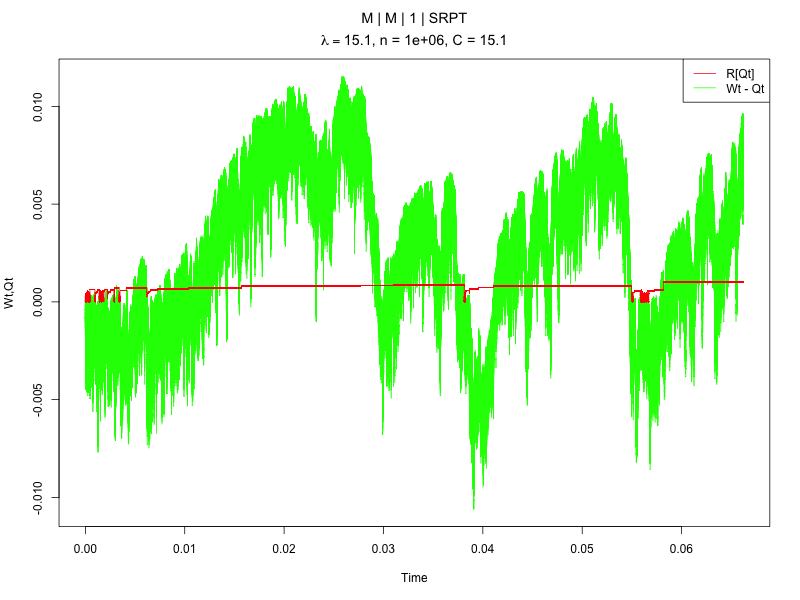 M | M | 1 | SRPT
λ = 15.1, n = 1e+06, C = 15.1
R[Qt]
Wt - Qt
Wt,Qt
0.010
0.005
0.000
-0.005
-0.010
0.00 0.01 0.02 0.03 0.04 0.05 0.06
Time